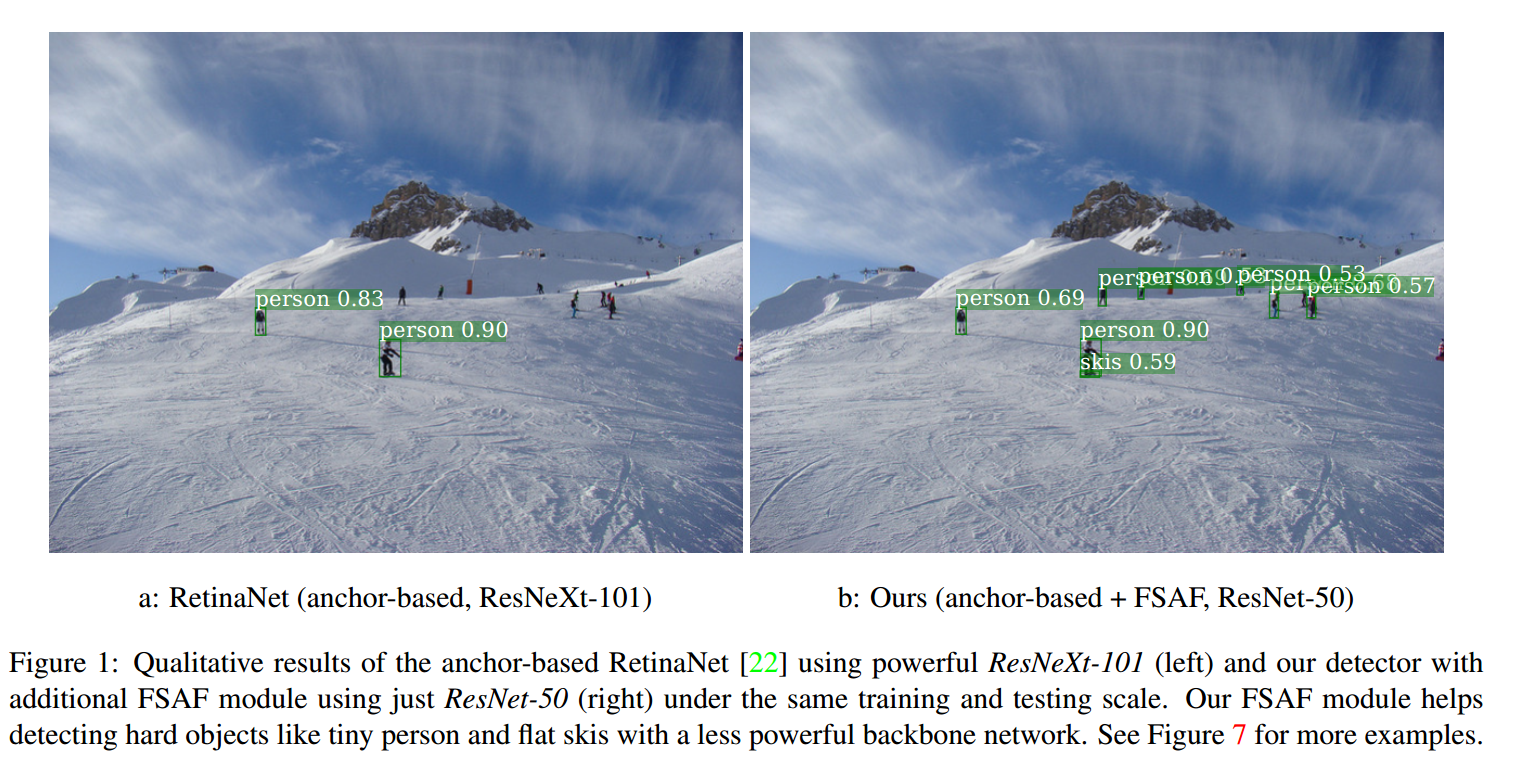 person 0.83
person 0.90
person 0.53
person 0.57
person 0.69
person 0.90
skis 0.59
a: RetinaNet (anchor-based, ResNeXt-101)
b: Ours (anchor-based + FSAF, ResNet-50)
Figure 1: Qualitative results of the anchor-based RetinaNet [22] using powerful ResNeXt-101 (left) and our detector with
additional FSAF module using just ResNet-50 (right) under the same training and testing scale. Our FSAF module helps
detecting hard objects like tiny person and flat skis with a less powerful backbone network. See Figure 7 for more examples.